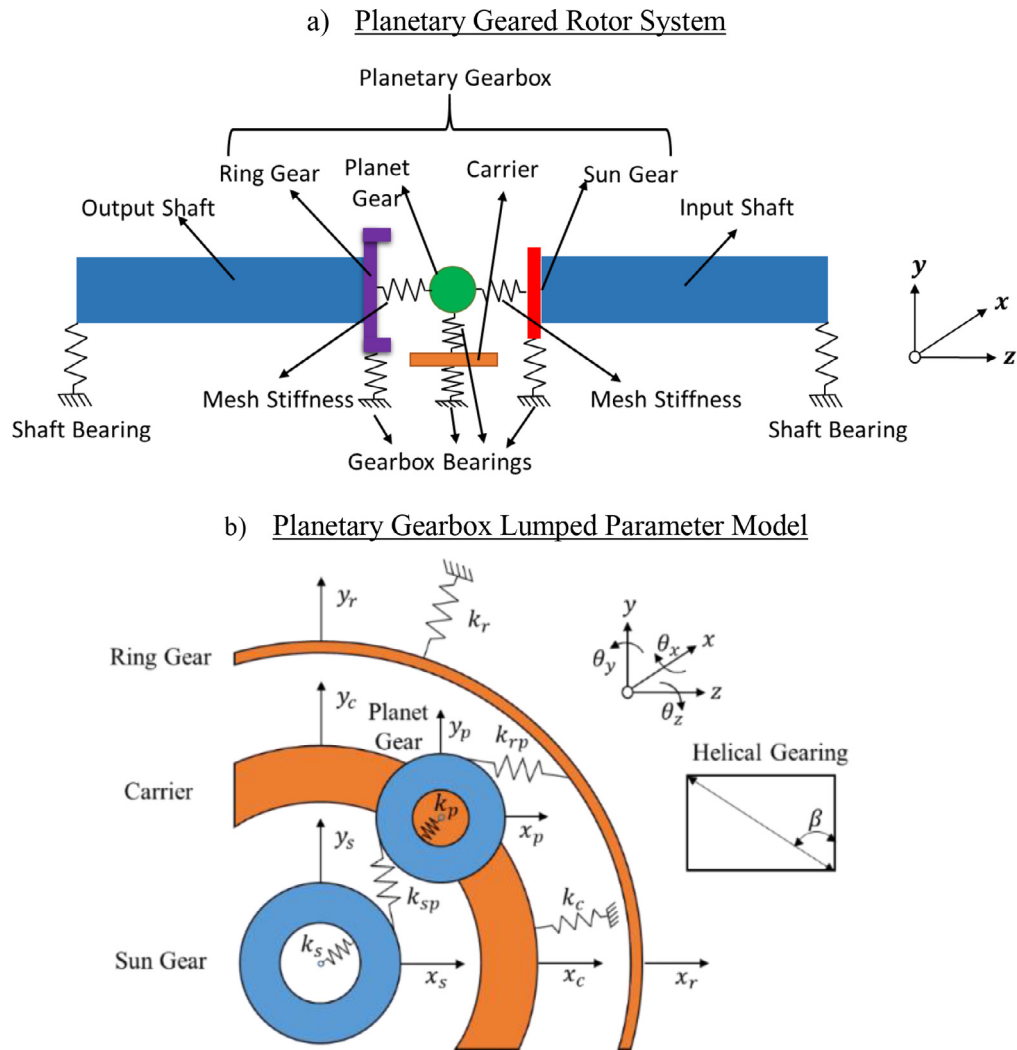 a) Planetary Geared Rotor System
Planetary Gearbox
Ring Gear
Planet
Gear
Carrier
Sun Gear
Output Shaft
Input Shaft
y
x
z
Mesh Stiffness
Mesh Stiffness
Shaft Bearing
Shaft Bearing
Gearbox Bearings
b) Planetary Gearbox Lumped Parameter Model
y_r
k_r
y
θ_x
x
θ_y
z
θ_z
Ring Gear
y_c
Planet
Gear
y_p
k_rp
Helical Gearing
β
Carrier
k_p
x_p
y_s
k_sp
k_c
k_s
Sun Gear
x_s
x_c
x_r